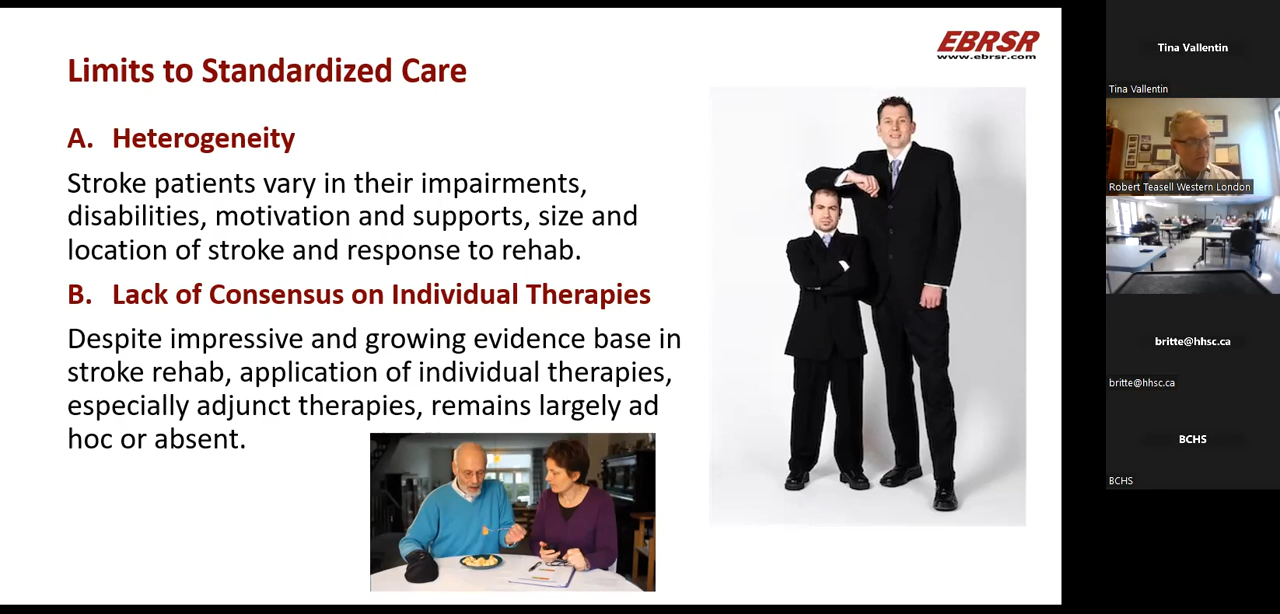 EBRSR
www.ebrsr.com
Limits to Standardized Care
A. Heterogeneity
Stroke patients vary in their impairments,
disabilities, motivation and supports, size and
location of stroke and response to rehab.
B. Lack of Consensus on Individual Therapies
Despite impressive and growing evidence base in
stroke rehab, application of individual therapies,
especially adjunct therapies, remains largely ad
hoc or absent.
Tina Vallentin
Tina Vallentin
Robert Teasell Western London
britte@hhsc.ca
britte@hhsc.ca
BCHS
BCHS